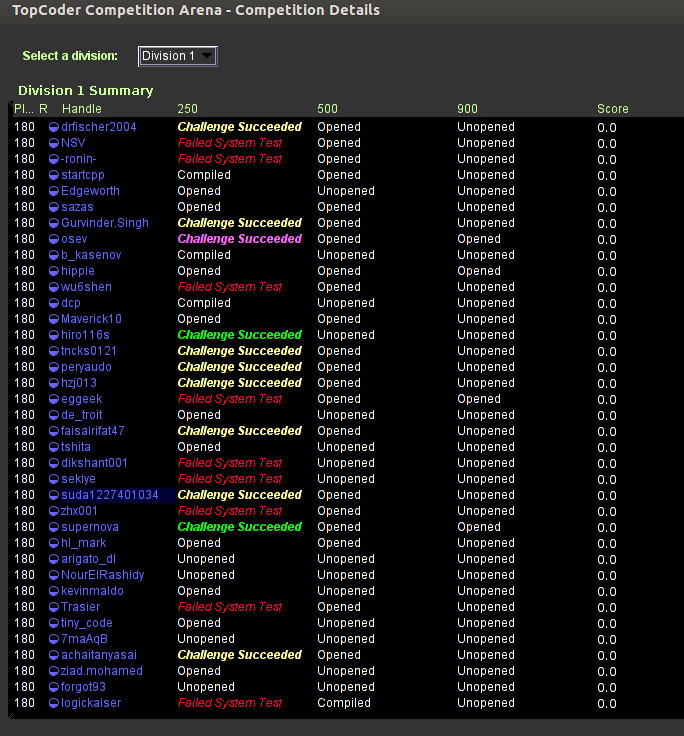 TopCoder Competition Arena - Competition Details
Select a division: Division 1
Division 1 Summary
Pl... R Handle 250 500 900 Score
180 drfischer2004 Challenge Succeeded Opened Unopened 0.0
180 NSV Failed System Test Opened Unopened 0.0
180 -ronin- Failed System Test Opened Unopened 0.0
180 startcpp Compiled Opened Unopened 0.0
180 Edgeworth Opened Unopened Unopened 0.0
180 sazas Opened Opened Unopened 0.0
180 Gurvinder.Singh Challenge Succeeded Opened Unopened 0.0
180 osev Challenge Succeeded Opened Opened 0.0
180 b_kasenov Compiled Unopened Unopened 0.0
180 hippie Opened Opened Opened 0.0
180 wu6shen Failed System Test Opened Unopened 0.0
180 dcp Compiled Unopened Unopened 0.0
180 Maverick10 Opened Opened Unopened 0.0
180 hiro116s Challenge Succeeded Unopened Unopened 0.0
180 tncks0121 Challenge Succeeded Opened Unopened 0.0
180 peryaudo Challenge Succeeded Opened Unopened 0.0
180 hzj013 Challenge Succeeded Opened Unopened 0.0
180 eggeek Failed System Test Opened Opened 0.0
180 de_troit Opened Unopened Unopened 0.0
180 faisalrifat47 Challenge Succeeded Opened Unopened 0.0
180 tshita Opened Unopened Unopened 0.0
180 dikshant001 Failed System Test Unopened Unopened 0.0
180 sekiye Failed System Test Unopened Unopened 0.0
180 suda1227401034 Challenge Succeeded Opened Unopened 0.0
180 zhx001 Failed System Test Opened Unopened 0.0
180 supernova Challenge Succeeded Opened Opened 0.0
180 hl_mark Opened Opened Unopened 0.0
180 arigato_dl Unopened Unopened Unopened 0.0
180 NourElRashidy Unopened Unopened Unopened 0.0
180 kevinmaldo Opened Opened Unopened 0.0
180 Trasier Failed System Test Opened Unopened 0.0
180 tiny_code Opened Unopened Unopened 0.0
180 7maAqB Unopened Unopened Unopened 0.0
180 achaitanyasai Challenge Succeeded Opened Unopened 0.0
180 ziad.mohamed Opened Unopened Unopened 0.0
180 forgot93 Unopened Unopened Unopened 0.0
180 logickaiser Failed System Test Compiled Unopened 0.0